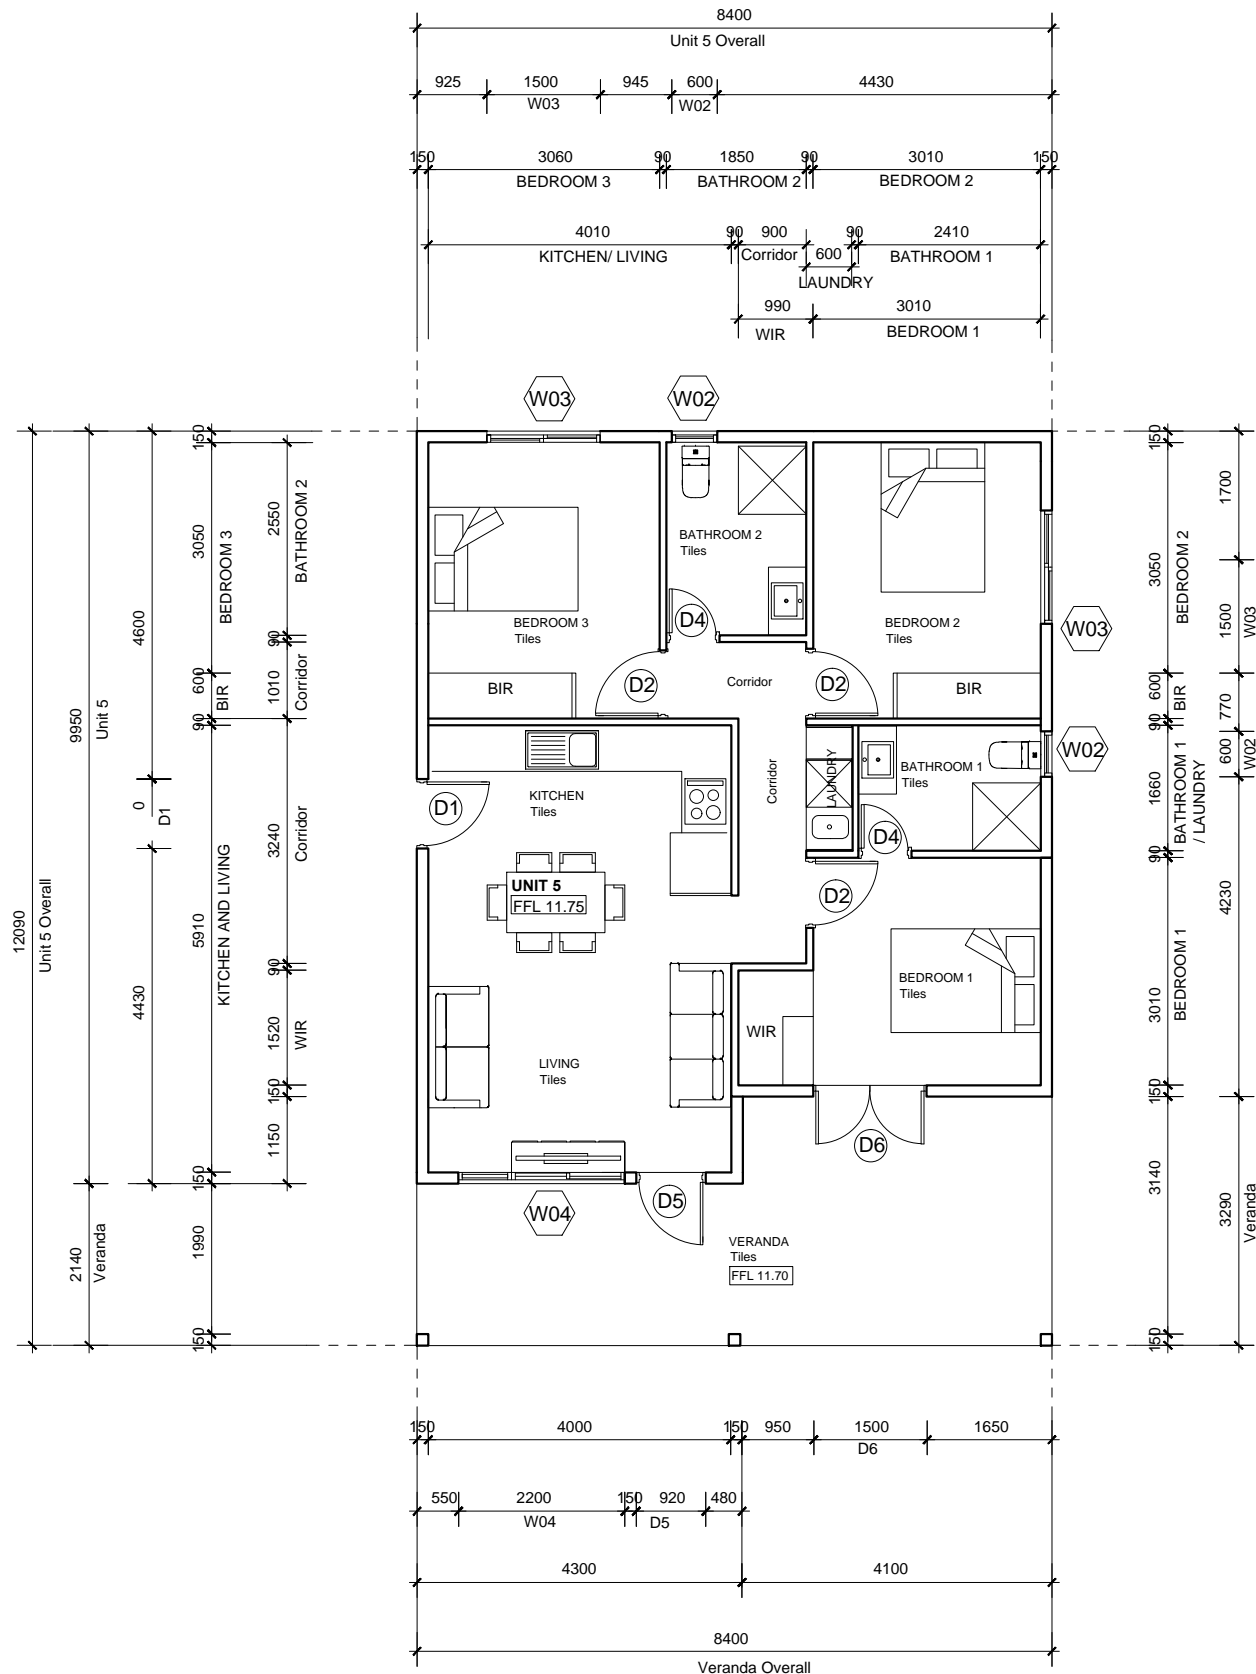 8400
Unit 5 Overall
925 1500 945 600 4430
W03 W02
150 3060 90 1850 90 3010 150
BEDROOM 3 BATHROOM 2 BEDROOM 2
4010 90 900 90 2410
KITCHEN/ LIVING Corridor 600 BATHROOM 1
LAUNDRY
990 3010
WIR BEDROOM 1
W03 W02
12090
Unit 5 Overall
9950
Unit 5
2140
Veranda
4600
0
D1
4430
150
3050
BEDROOM 3
600
BIR
90
5910
KITCHEN AND LIVING
150
1990
150
2550
BATHROOM 2
90
1010
Corridor
3240
Corridor
90
1520
WIR
150
1150
BATHROOM 2
Tiles
BEDROOM 3
Tiles
D4
BEDROOM 2
Tiles
BIR
D2
Corridor
D2
BIR
W03
W02
KITCHEN
Tiles
D1
Corridor
LAUNDRY
BATHROOM 1
Tiles
D4
UNIT 5
FFL 11.75
D2
BEDROOM 1
Tiles
WIR
LIVING
Tiles
D6
W04
D5
VERANDA
Tiles
FFL 11.70
150
3050
BEDROOM 2
600
BIR
90
1660
BATHROOM 1
/ LAUNDRY
90
3010
BEDROOM 1
150
3140
150
1700
1500
W03
770
600
W02
4230
3290
Veranda
150 4000 150 950 1500 1650
D6
550 2200 150 920 480
W04 D5
4300 4100
8400
Veranda Overall